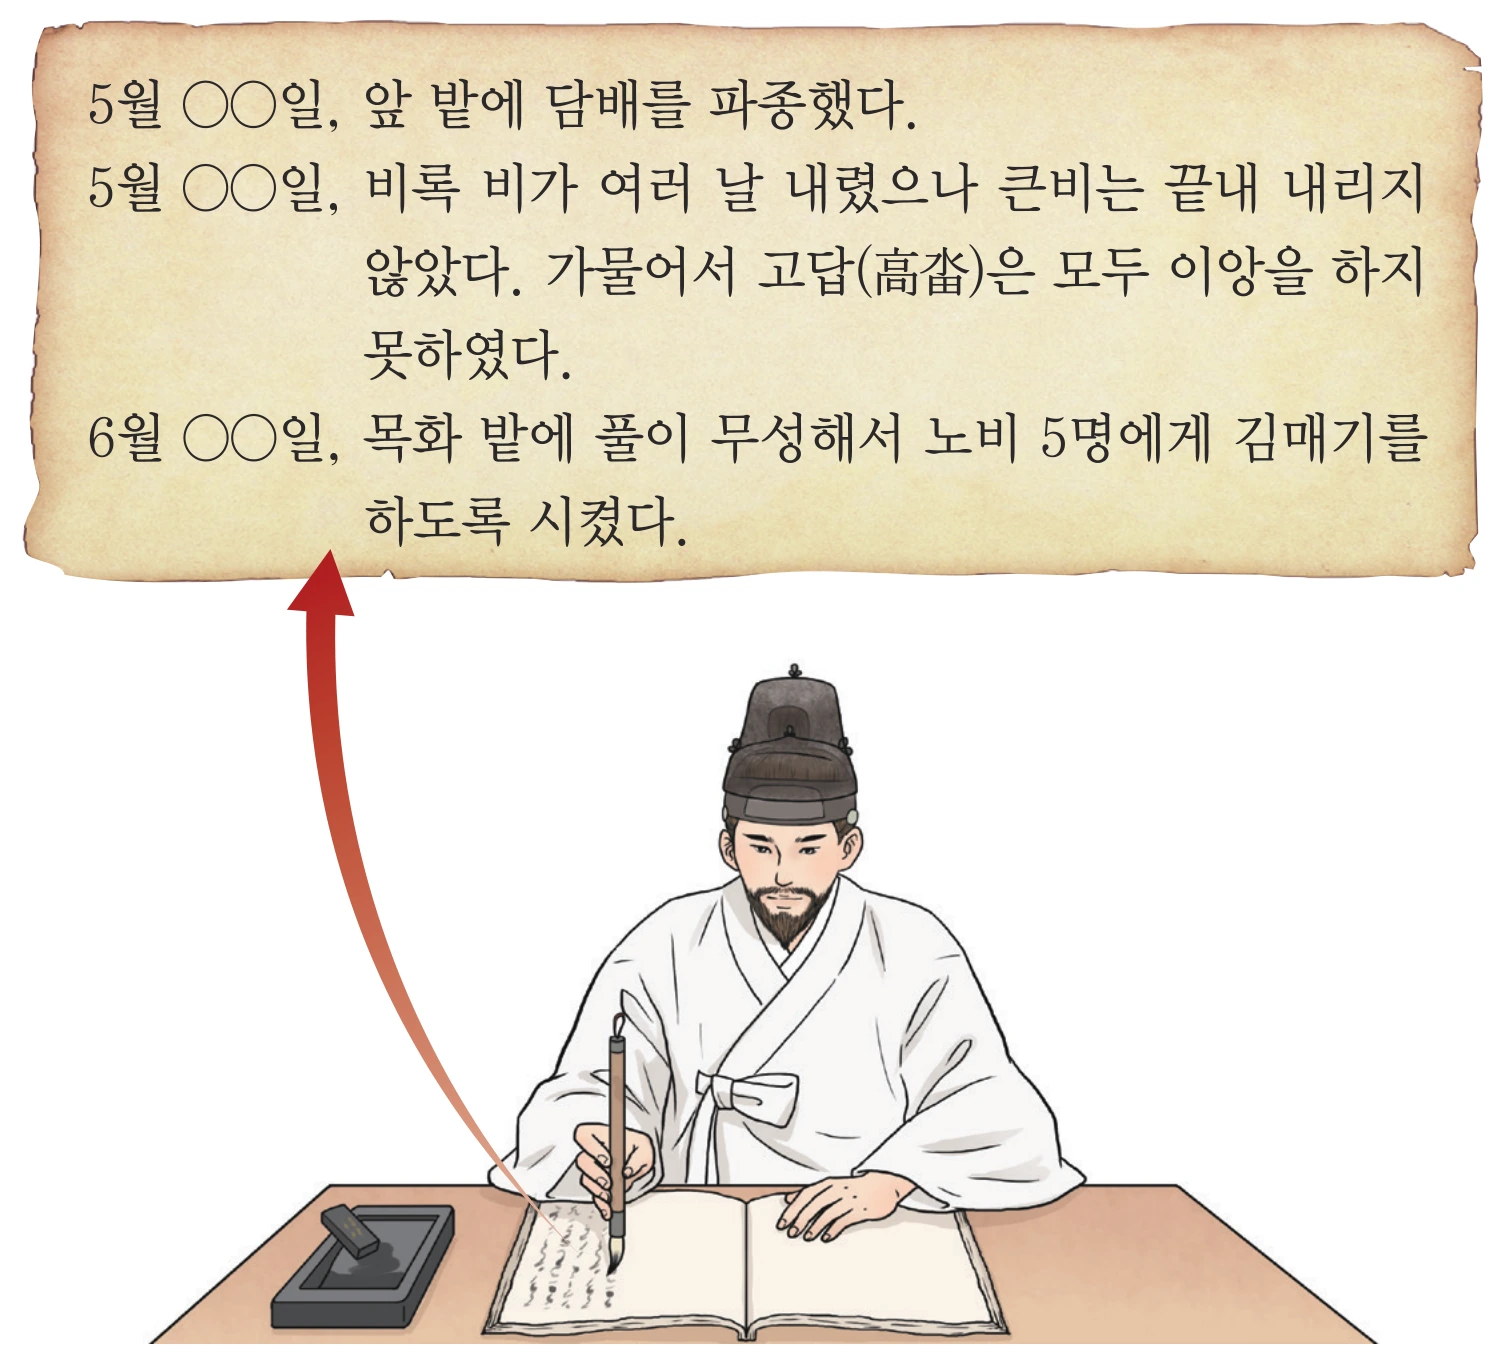 5월 ○○일, 앞 밭에 담배를 파종했다.
5월 ○○일, 비록 비가 여러 날 내렸으나 큰비는 끝내 내리지
않았다. 가물어서 고답(高畓)은 모두 이앙을 하지
못하였다.
6월 ○○일, 목화 밭에 풀이 무성해서 노비 5명에게 김매기를
하도록 시켰다.